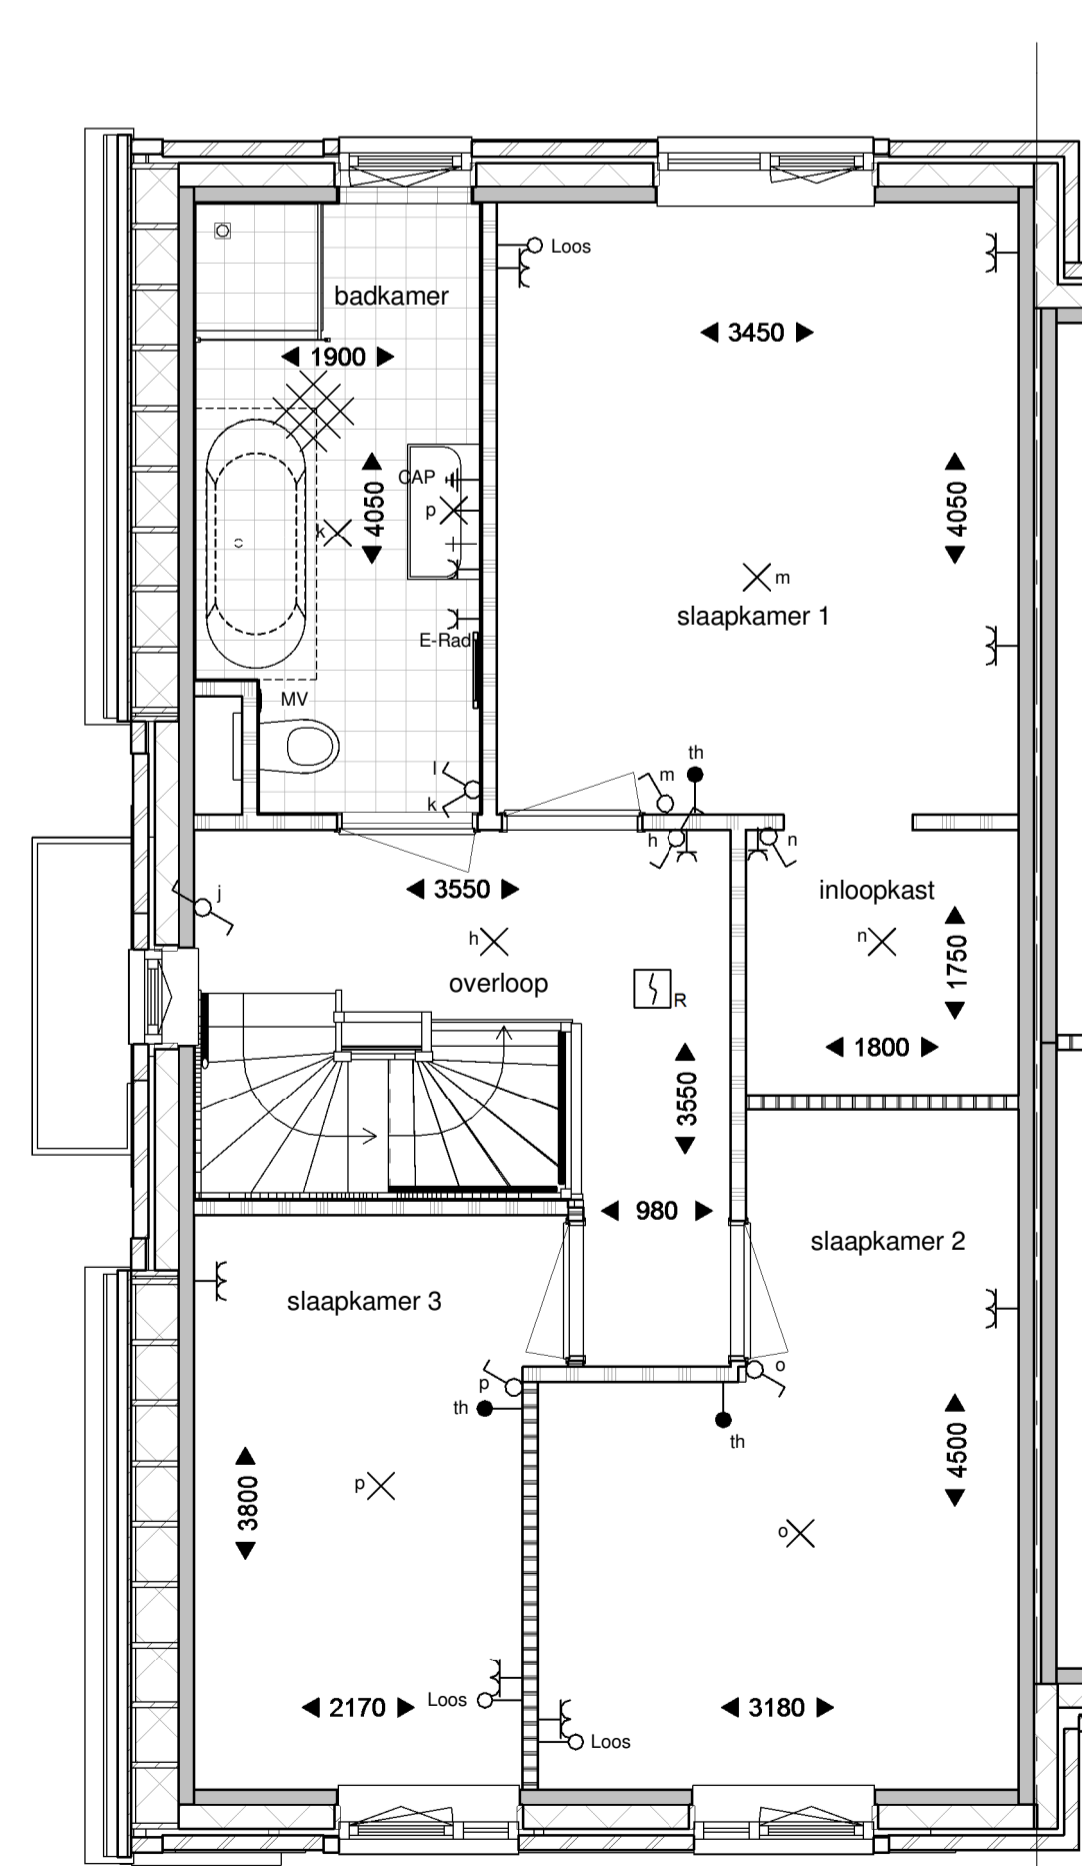 Loos
badkamer
3450
1900
CAP
4050
4050
p
k
m
slaapkamer 1
E-Rad
MV
th
l
m
k
h
n
j
3550
inloopkast
h
n
overloop
1750
R
1800
3550
980
slaapkamer 2
slaapkamer 3
o
p
th
th
4500
p
3800
o
Loos
2170
3180
Loos